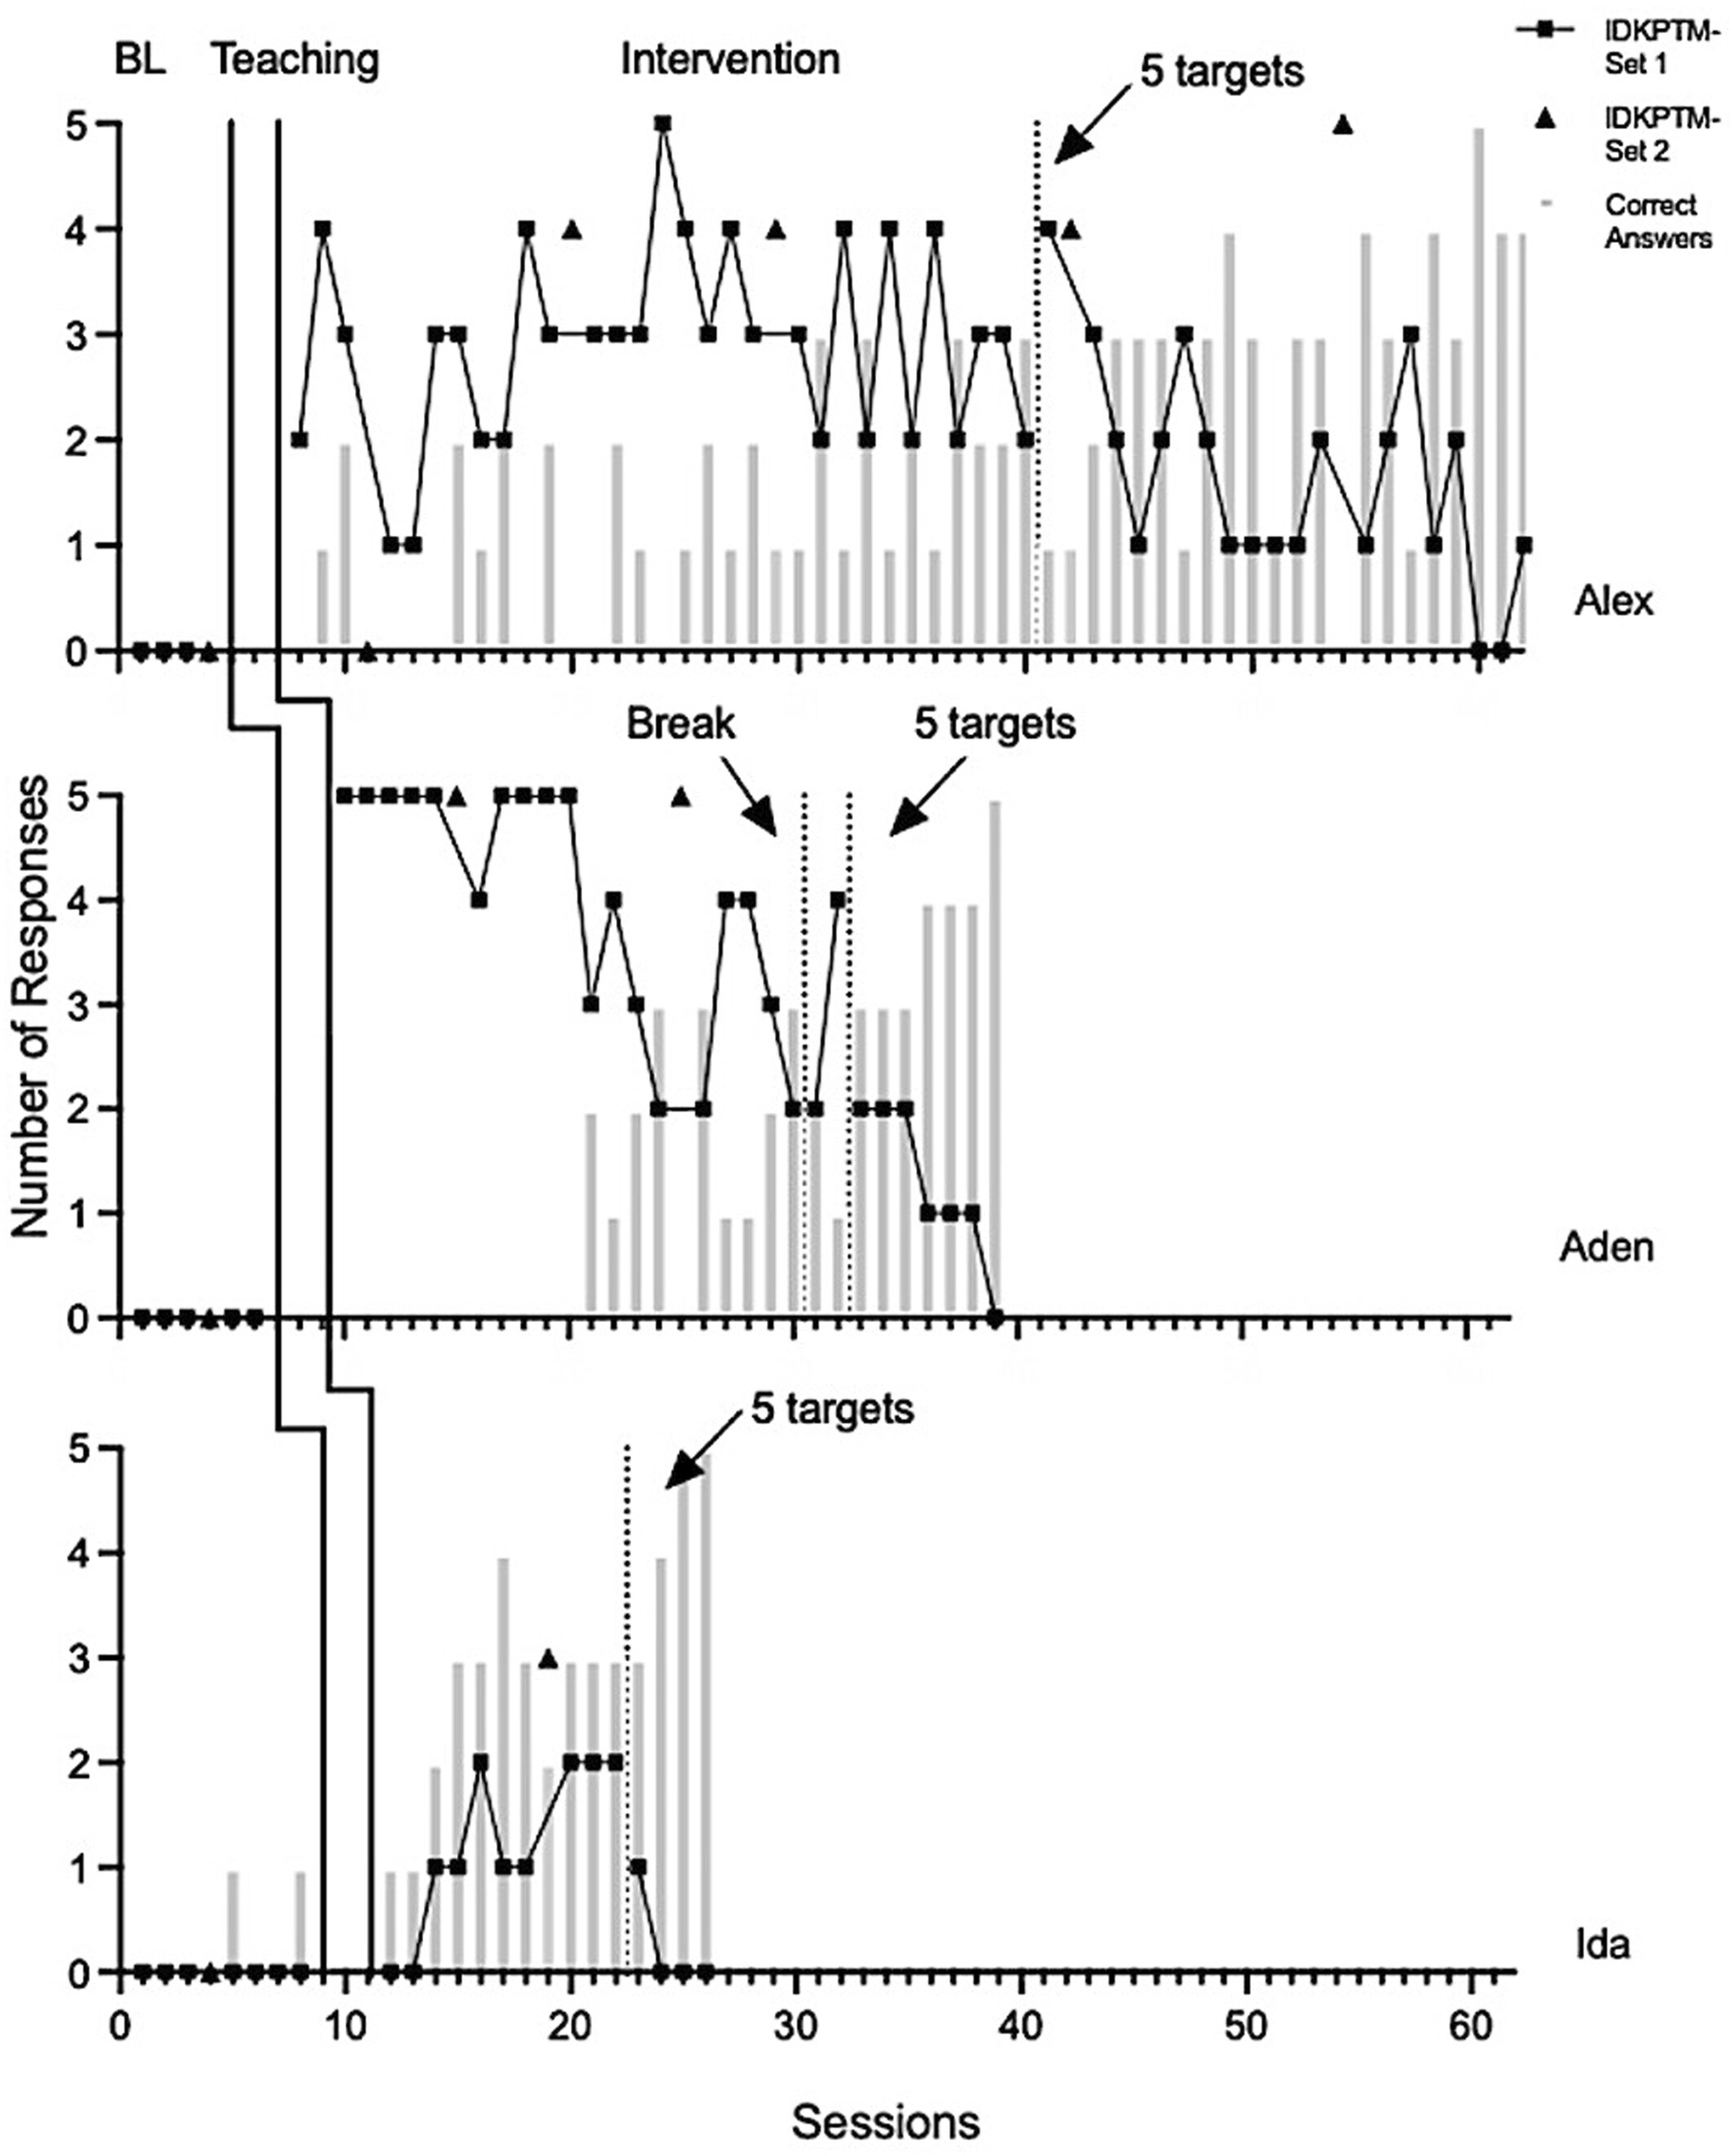 BL Teaching Intervention
5 targets
IDKPTM-
Set 1
IDKPTM-
Set 2
Correct
Answers
5
4
3
2
1
0
Alex
Break
5 targets
Number of Responses
5
4
3
2
1
0
Aden
5 targets
5
4
3
2
1
0
Ida
0 10 20 30 40 50 60
Sessions